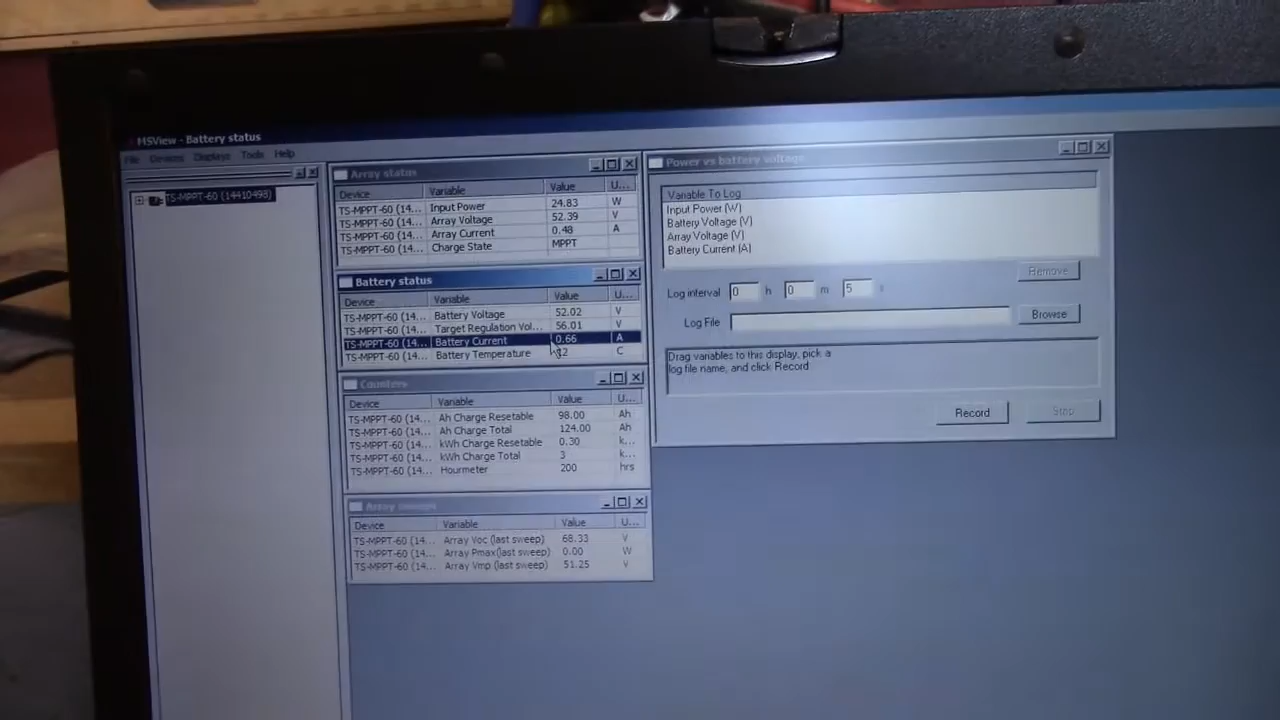 MSView - Battery status
File Devices Displays Tools Help
TS-MPPT-60 (14410498)
Array status
Device Variable Value U...
TS-MPPT-60 (14... Input Power 24.83 W
TS-MPPT-60 (14... Array Voltage 52.39 V
TS-MPPT-60 (14... Array Current 0.48 A
TS-MPPT-60 (14... Charge State MPPT
Battery status
Device Variable Value U...
TS-MPPT-60 (14... Battery Voltage 52.02 V
TS-MPPT-60 (14... Target Regulation Vol... 56.01 V
TS-MPPT-60 (14... Battery Current 0.66 A
TS-MPPT-60 (14... Battery Temperature C
Counters
Device Variable Value U...
TS-MPPT-60 (14... Ah Charge Resetable 98.00 Ah
TS-MPPT-60 (14... Ah Charge Total 124.00 Ah
TS-MPPT-60 (14... kWh Charge Resetable 0.30 k...
TS-MPPT-60 (14... kWh Charge Total 3 k...
TS-MPPT-60 (14... Hourmeter 200 hrs
Array sweeps
Device Variable Value U...
TS-MPPT-60 (14... Array Voc (last sweep) 68.33 V
TS-MPPT-60 (14... Array Pmax(last sweep) 0.00 W
TS-MPPT-60 (14... Array Vmp (last sweep) 51.25 V
Power vs battery voltage
Variable To Log
Input Power (W)
Battery Voltage (V)
Array Voltage (V)
Battery Current (A)
Remove
Log interval 0 h 0 m 5 s
Log File Browse
Drag variables to this display, pick a
log file name, and click Record
Record Stop